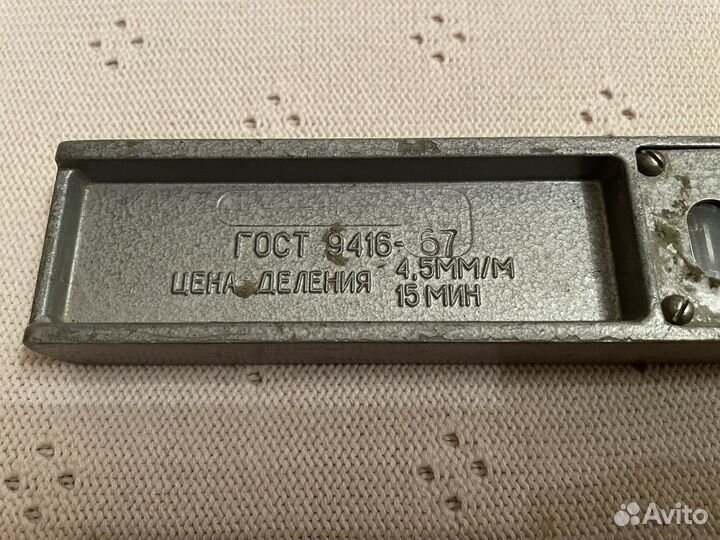 ГОСТ 9416-67
ЦЕНА ДЕЛЕНИЯ 4,5ММ/М
15 МИН
Avito